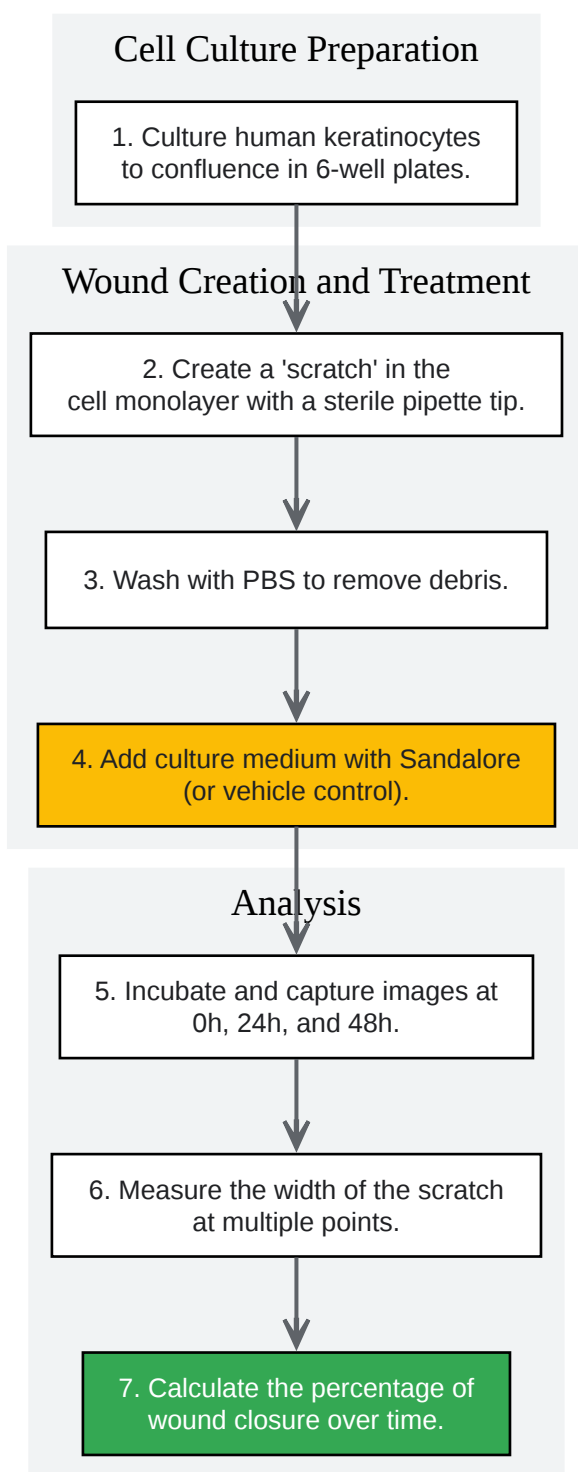 Cell Culture Preparation
1. Culture human keratinocytes
to confluence in 6-well plates.
Wound Creation and Treatment
2. Create a 'scratch' in the
cell monolayer with a sterile pipette tip.
3. Wash with PBS to remove debris.
4. Add culture medium with Sandalore
(or vehicle control).
Analysis
5. Incubate and capture images at
0h, 24h, and 48h.
6. Measure the width of the scratch
at multiple points.
7. Calculate the percentage of
wound closure over time.